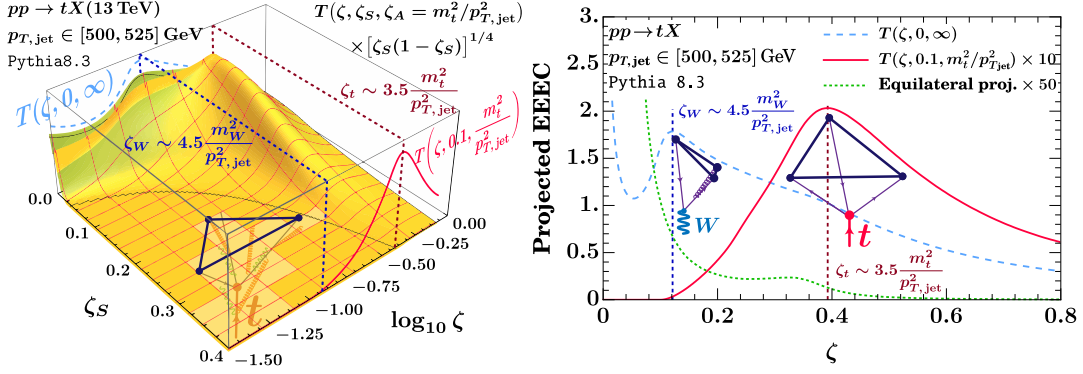 pp → tX(13 TeV)
p_{T,jet} ∈ [500, 525] GeV
Pythia8.3
T(ζ, ζ_S, ζ_A = m_t^2/p_{T,jet}^2)
×[ζ_S(1 − ζ_S)]^{1/4}
T(ζ, 0, ∞)
ζ_t ∼ 3.5 m_t^2/p_{T,jet}^2
ζ_W ∼ 4.5 m_W^2/p_{T,jet}^2
T(ζ, 0.1, m_t^2/p_{T,jet}^2)
0.0
0.1
0.2
0.3
0.4
ζ_S
t
0.00
−0.25
−0.50
−0.75
−1.00
−1.25
−1.50
log_{10} ζ
Projected EEEC
3.
2.5
2
1.5
1
0.5
0
pp→tX
p_{T,jet} ∈ [500, 525] GeV
Pythia 8.3
T(ζ, 0, ∞)
T(ζ, 0.1, m_t^2/p_{Tjet}^2) × 10
Equilateral proj. × 50
ζ_W ∼ 4.5 m_W^2/p_{T,jet}^2
W
t
ζ_t ∼ 3.5 m_t^2/p_{T,jet}^2
0 0.2 0.4 0.6 0.8
ζ